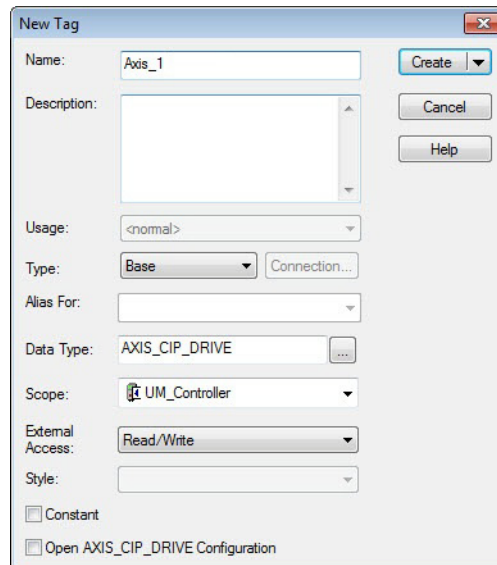 New Tag
Name: Axis_1 Create
Description: Cancel
Help
Usage: <normal>
Type: Base Connection...
Alias For:
Data Type: AXIS_CIP_DRIVE ...
Scope: UM_Controller
External
Access: Read/Write
Style:
Constant
Open AXIS_CIP_DRIVE Configuration